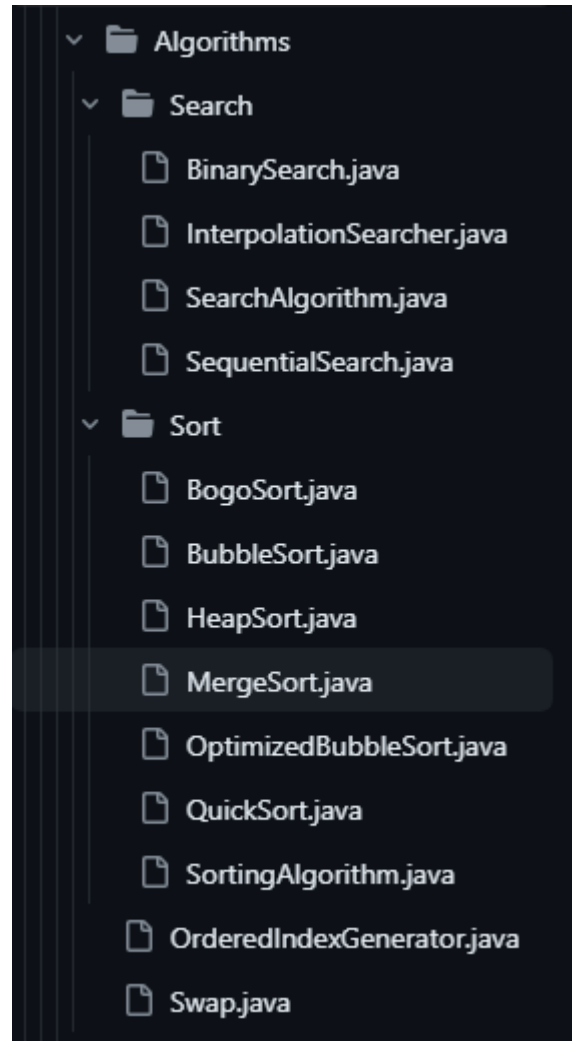 Algorithms
Search
BinarySearch.java
InterpolationSearcher.java
SearchAlgorithm.java
SequentialSearch.java
Sort
BogoSort.java
BubbleSort.java
HeapSort.java
MergeSort.java
OptimizedBubbleSort.java
QuickSort.java
SortingAlgorithm.java
OrderedIndexGenerator.java
Swap.java